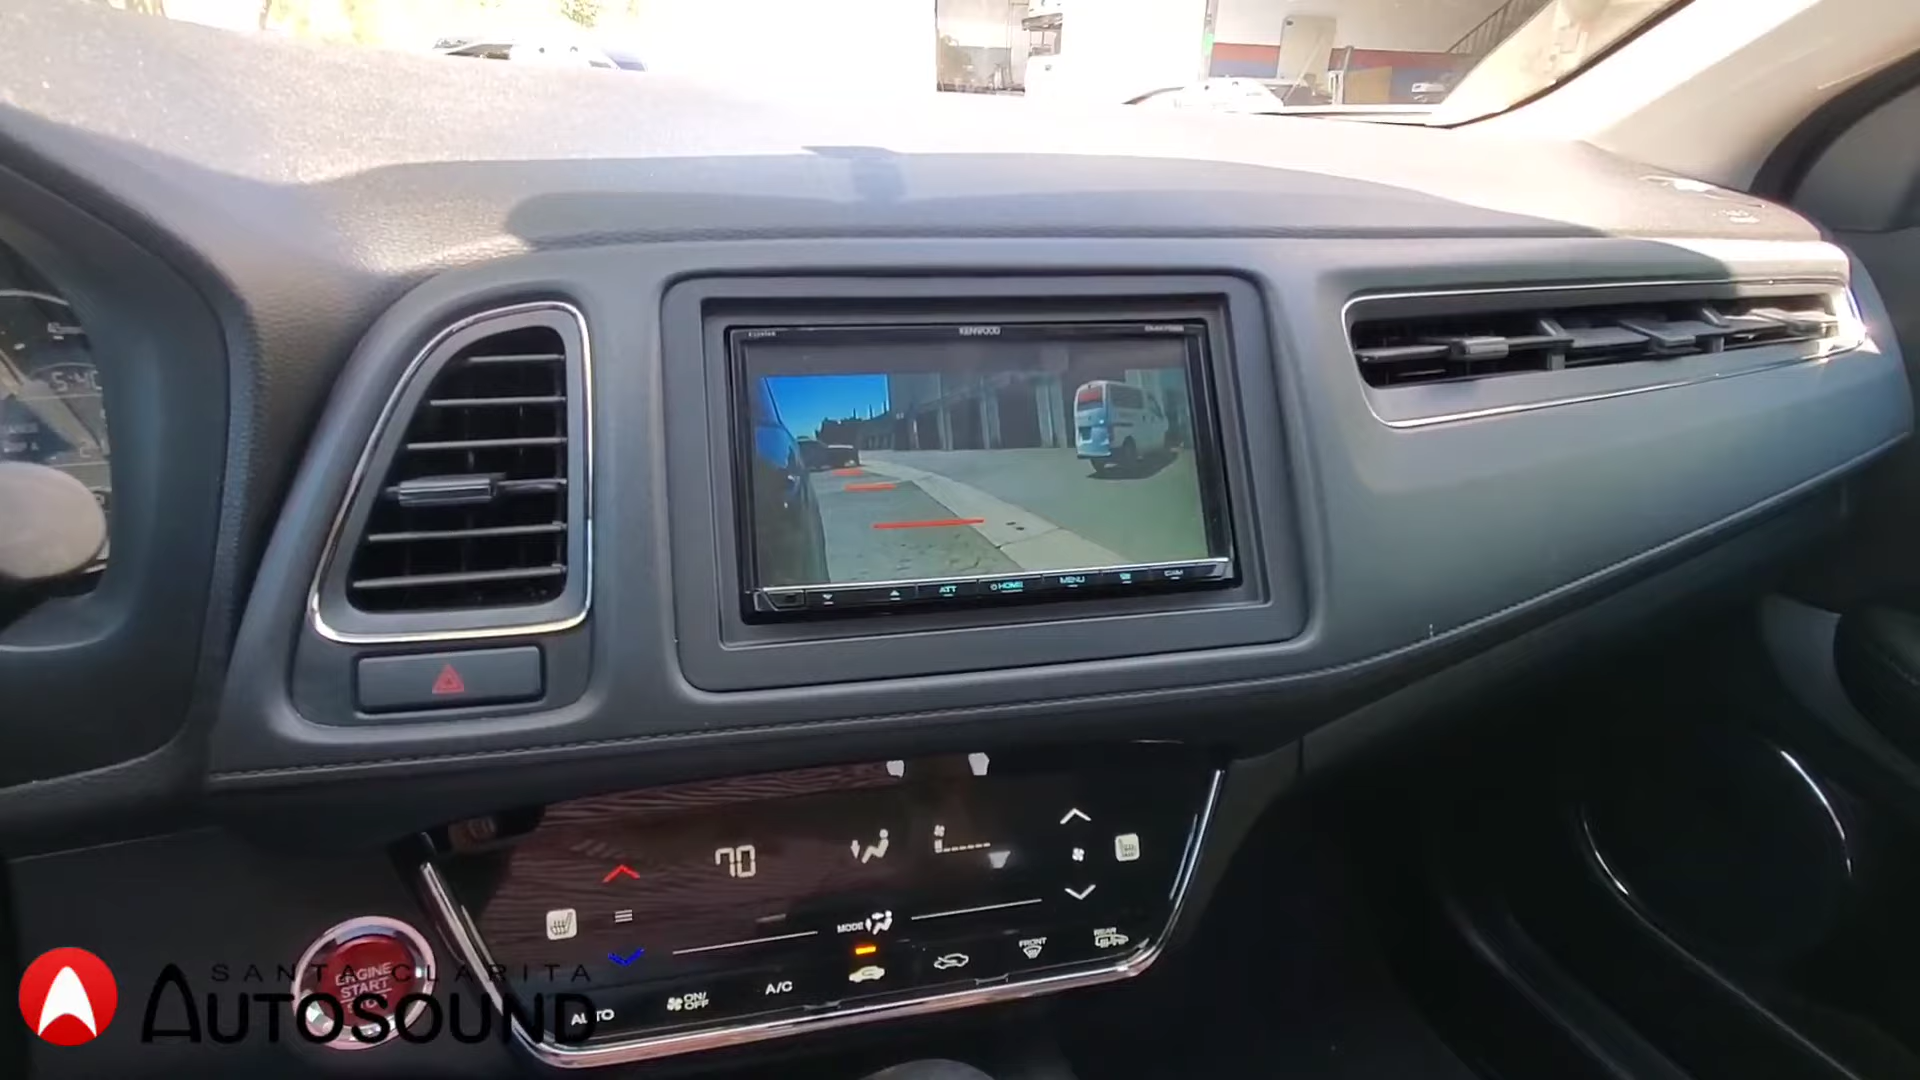 KENWOOD
ATT
HOME
MENU
CAM
70
MODE
FRONT
REAR
ON/
OFF
A/C
AUTO
ENGINE
START
SANTA CLARITA
AUTOSOUND